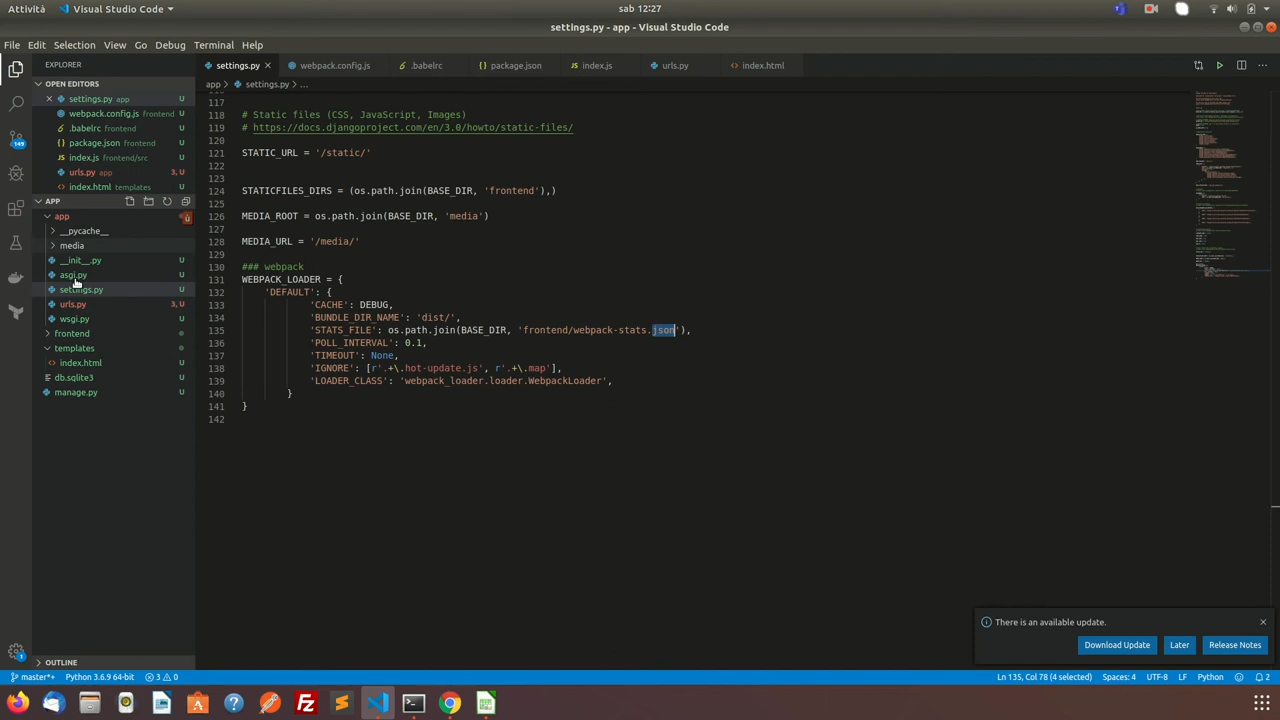 Attività
Visual Studio Code
sab 12:27
settings.py - app - Visual Studio Code
File Edit Selection View Go Debug Terminal Help
EXPLORER
settings.py
webpack.config.js
.babelrc
package.json
index.js
urls.py
index.html
OPEN EDITORS
app > settings.py > ...
settings.py app U
webpack.config.js frontend U
.babelrc frontend U
package.json frontend U
index.js frontend/src U
urls.py app 3, U
index.html templates U
APP
app
__pycache__
media
__init__.py U
asgi.py U
settings.py U
urls.py 3, U
wsgi.py U
frontend
templates
index.html U
db.sqlite3 U
manage.py U
OUTLINE
149
1
117
118 # Static files (CSS, JavaScript, Images)
119 # https://docs.djangoproject.com/en/3.0/howto/static-files/
120
121 STATIC_URL = '/static/'
122
123
124 STATICFILES_DIRS = (os.path.join(BASE_DIR, 'frontend'),)
125
126 MEDIA_ROOT = os.path.join(BASE_DIR, 'media')
127
128 MEDIA_URL = '/media/'
129
130 ### webpack
131 WEBPACK_LOADER = {
132 'DEFAULT': {
133 'CACHE': DEBUG,
134 'BUNDLE_DIR_NAME': 'dist/',
135 'STATS_FILE': os.path.join(BASE_DIR, 'frontend/webpack-stats.json'),
136 'POLL_INTERVAL': 0.1,
137 'TIMEOUT': None,
138 'IGNORE': [r'.+\.hot-update.js', r'.+\.map'],
139 'LOADER_CLASS': 'webpack_loader.loader.WebpackLoader',
140 }
141 }
142
There is an available update.
Download Update
Later
Release Notes
master*+
Python 3.6.9 64-bit
3
0
Ln 135, Col 78 (4 selected)
Spaces: 4
UTF-8
LF
Python
2